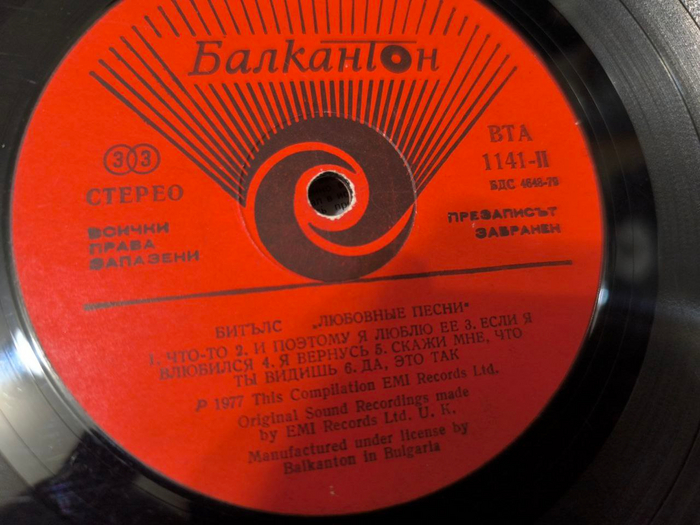 Балкантон
33
СТЕРЕО
ВСИЧКИ
ПРАВА
ЗАПАЗЕНИ
ВТА
1141-II
БДС 4848-79
ПРЕЗАПИСЪТ
ЗАБРАНЕН
БИТЪЛС „ЛЮБОВНЫЕ ПЕСНИ"
1. ЧТО-ТО 2. И ПОЭТОМУ Я ЛЮБЛЮ ЕЕ 3. ЕСЛИ Я
ВЛЮБИЛСЯ 4. Я ВЕРНУСЬ 5. СКАЖИ МНЕ, ЧТО
ТЫ ВИДИШЬ 6. ДА, ЭТО ТАК
P 1977 This Compilation EMI Records Ltd.
Original Sound Recordings made
by EMI Records Ltd. U. K.
Manufactured under license by
Balkanton in Bulgaria